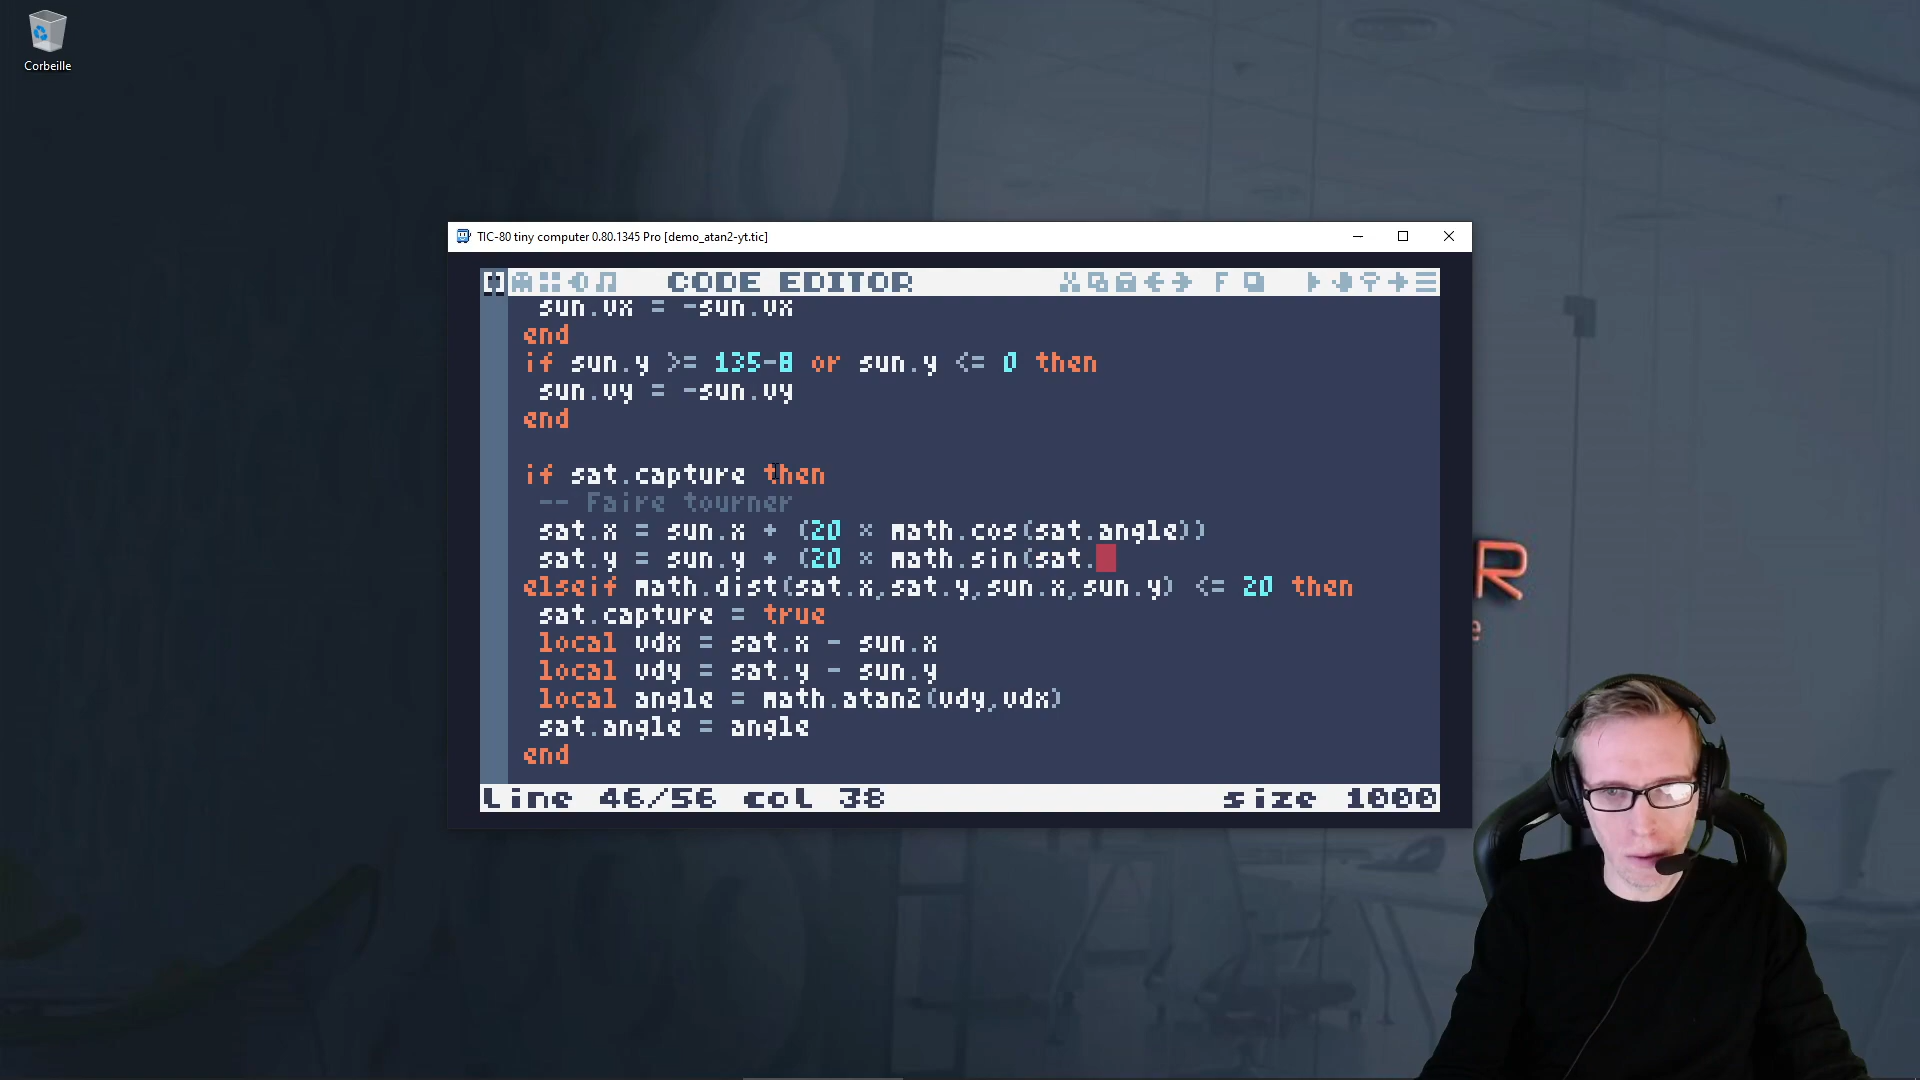 Corbeille
TIC-80 tiny computer 0.80.1345 Pro [demo_atan2-yt.tic]
CODE EDITOR
F
sun.vx = -sun.vx
end
if sun.y >= 135-8 or sun.y <= 0 then
sun.vy = -sun.vy
end
if sat.capture then
-- Faire tourner
sat.x = sun.x + (20 * math.cos(sat.angle))
sat.y = sun.y + (20 * math.sin(sat.
elseif math.dist(sat.x,sat.y,sun.x,sun.y) <= 20 then
sat.capture = true
local vdx = sat.x - sun.x
local vdy = sat.y - sun.y
local angle = math.atan2(vdy,vdx)
sat.angle = angle
end
line 46/56 col 38
size 1000
R
e